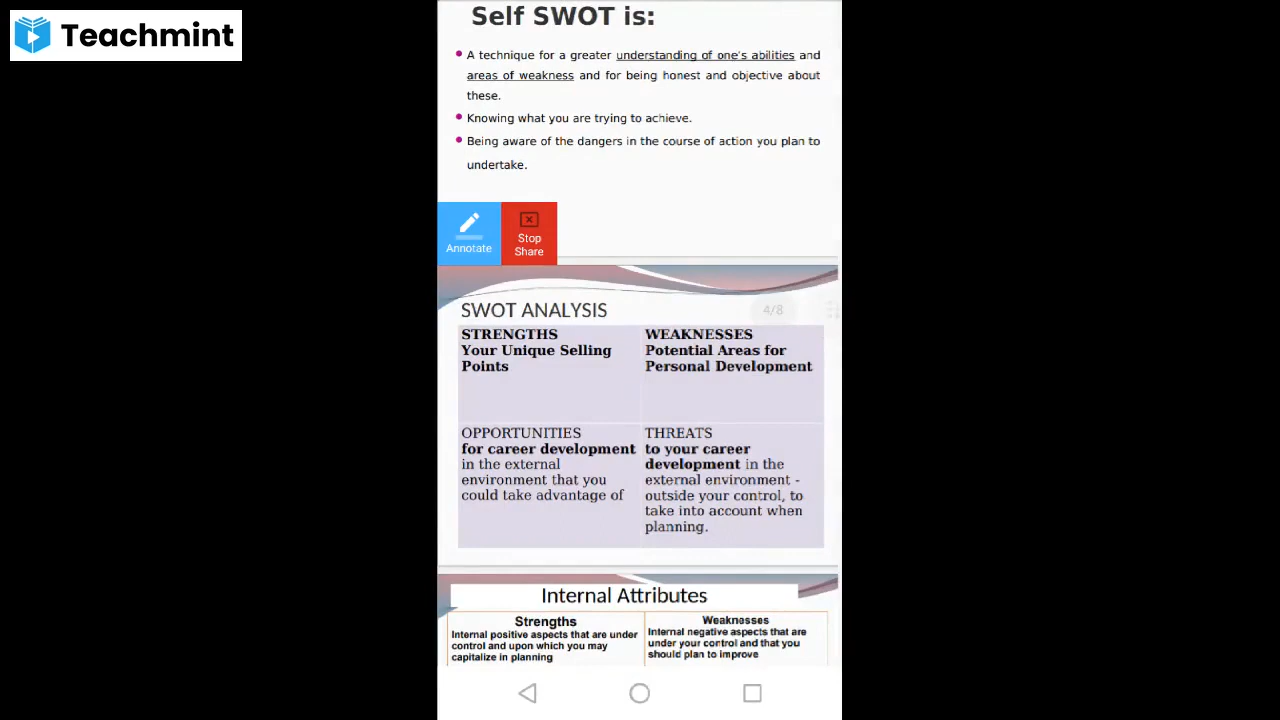 Teachmint
Self SWOT is:
• A technique for a greater understanding of one's abilities and
areas of weakness and for being honest and objective about
these.
• Knowing what you are trying to achieve.
• Being aware of the dangers in the course of action you plan to
undertake.
Annotate
Stop
Share
SWOT ANALYSIS
4/8
STRENGTHS
Your Unique Selling
Points
WEAKNESSES
Potential Areas for
Personal Development
OPPORTUNITIES
for career development
in the external
environment that you
could take advantage of
THREATS
to your career
development in the
external environment -
outside your control, to
take into account when
planning.
Internal Attributes
Strengths
Internal positive aspects that are under
control and upon which you may
capitalize in planning
Weaknesses
Internal negative aspects that are
under your control and that you
should plan to improve